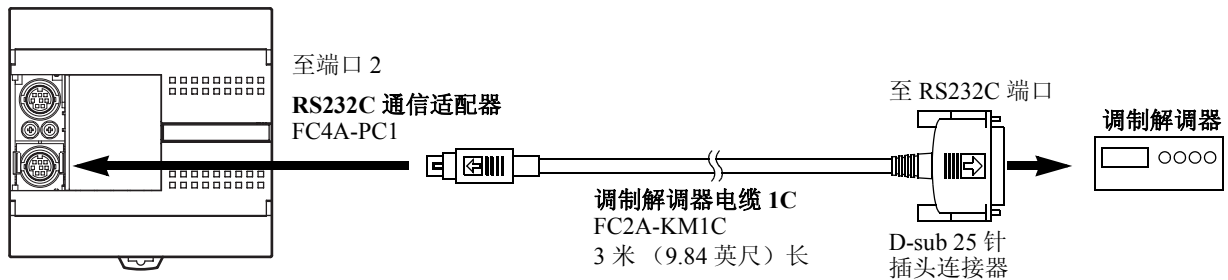 至端口 2
RS232C 通信适配器
FC4A-PC1
至 RS232C 端口
调制解调器
调制解调器电缆 1C
FC2A-KM1C
3 米 （9.84 英尺）长
D-sub 25 针
插头连接器